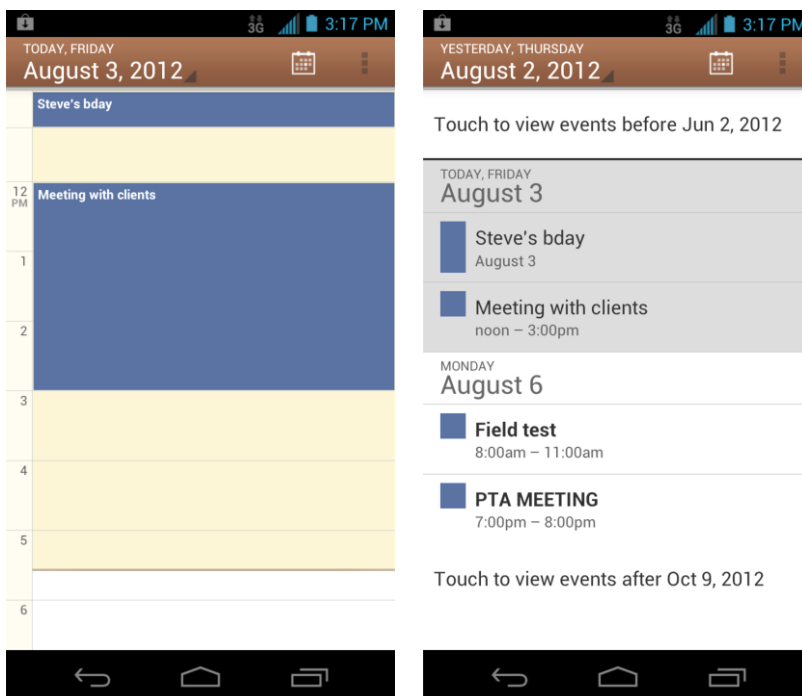 3G 3:17 PM
TODAY, FRIDAY
August 3, 2012
Steve's bday
12
PM
Meeting with clients
1
2
3
4
5
6
3G 3:17 PM
YESTERDAY, THURSDAY
August 2, 2012
Touch to view events before Jun 2, 2012
TODAY, FRIDAY
August 3
Steve's bday
August 3
Meeting with clients
noon – 3:00pm
MONDAY
August 6
Field test
8:00am – 11:00am
PTA MEETING
7:00pm – 8:00pm
Touch to view events after Oct 9, 2012